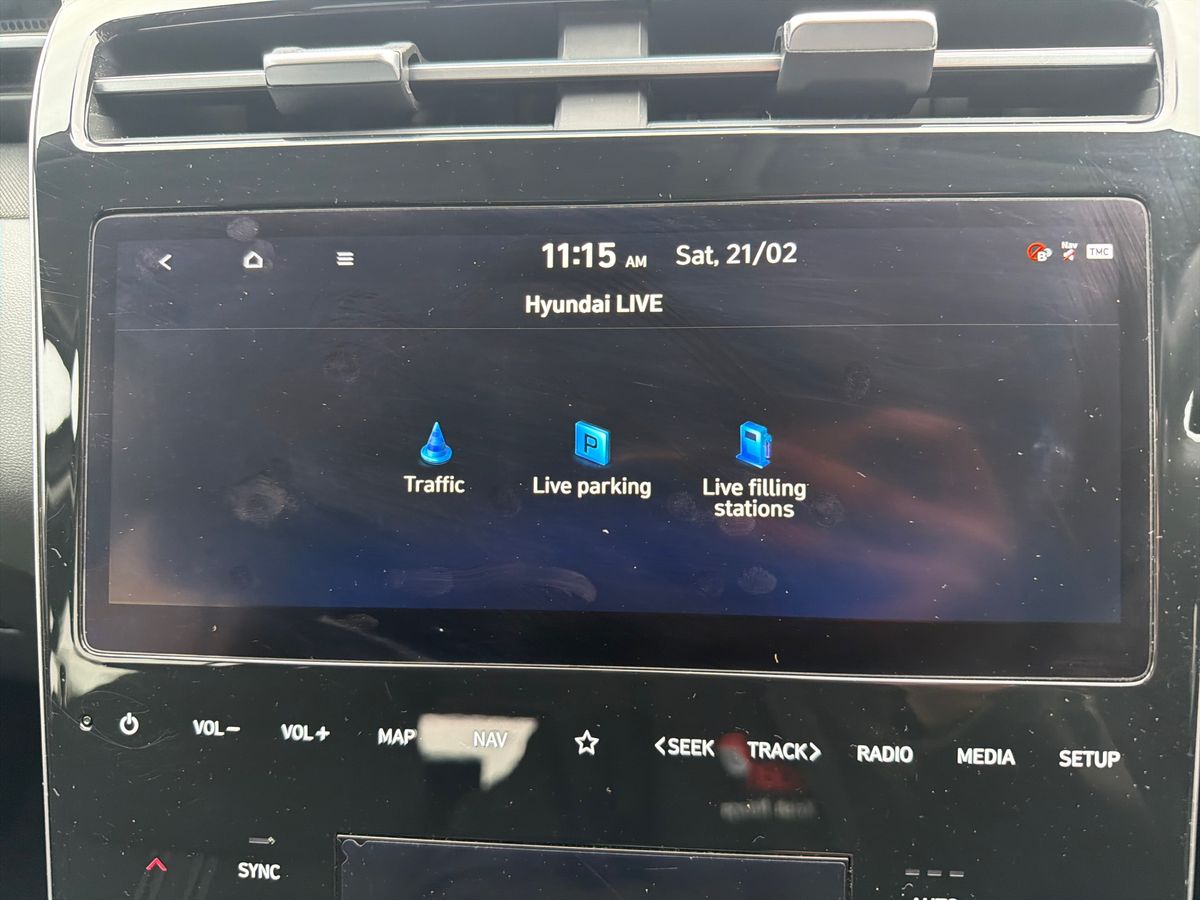 11:15 AM Sat, 21/02
Nav
TMC
Hyundai LIVE
Traffic
P
Live parking
Live filling
stations
VOL− VOL+ MAP NAV <SEEK TRACK> RADIO MEDIA SETUP
SYNC
AUTO